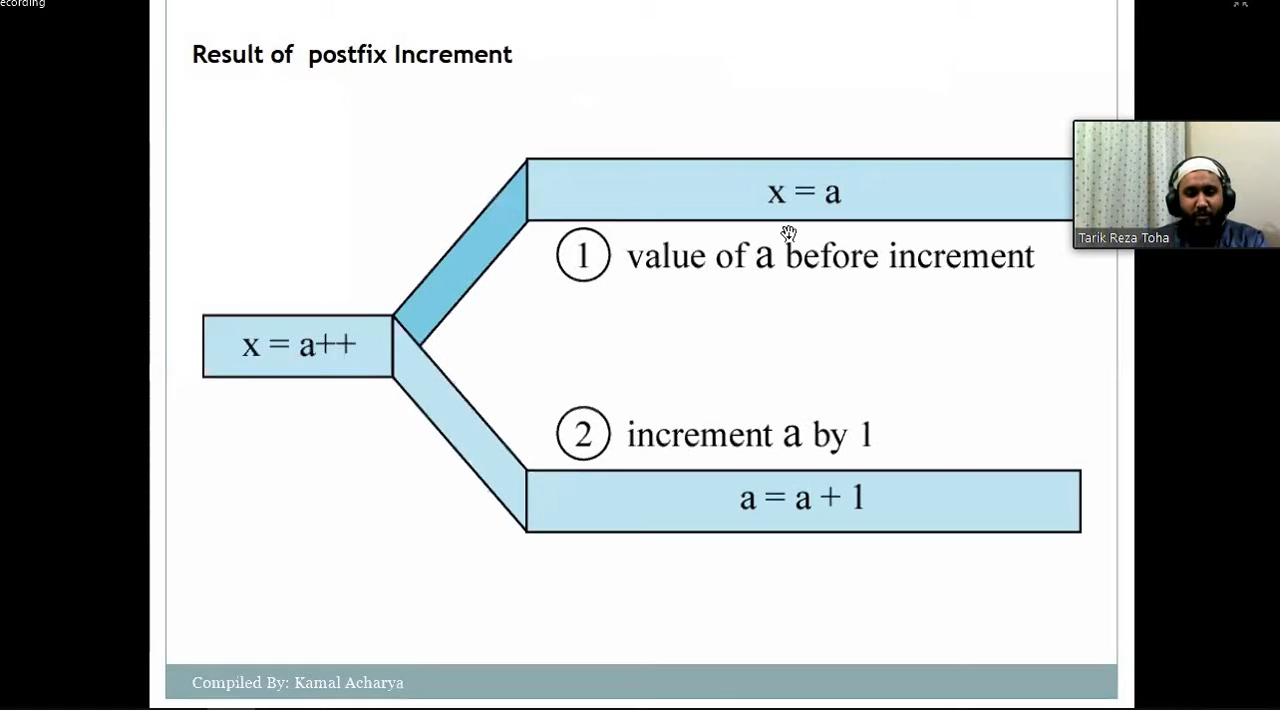 ecording
Result of postfix Increment
x = a
Tarik Reza Toha
1 value of a before increment
x = a++
2 increment a by 1
a = a + 1
Compiled By: Kamal Acharya